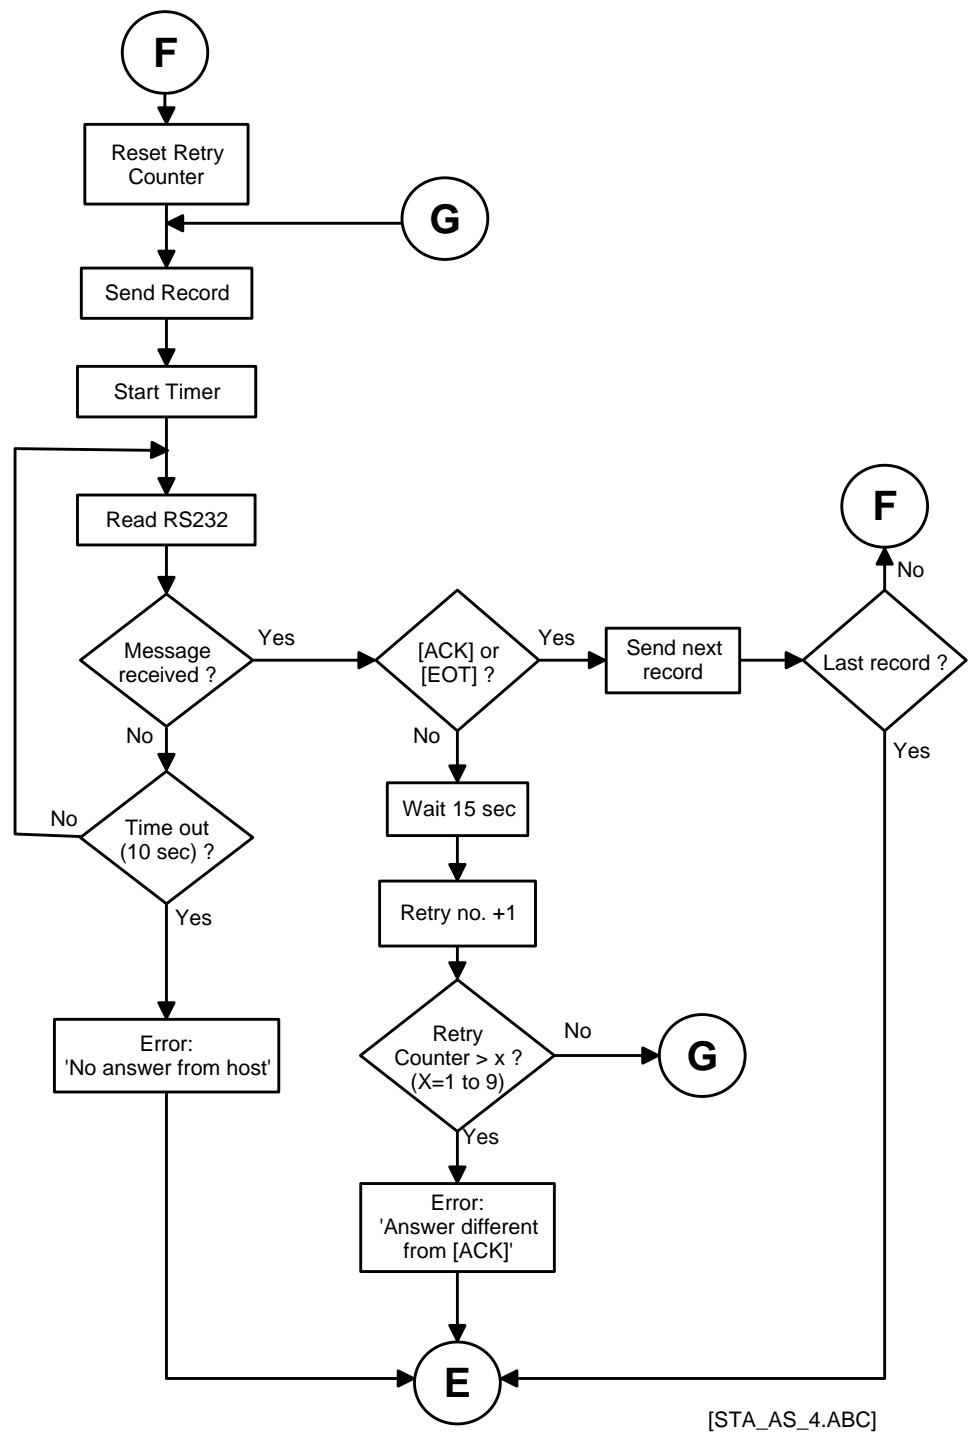 F
Reset Retry
Counter
G
Send Record
Start Timer
Read RS232
F
No
Message
received ?
Yes
[ACK] or
[EOT] ?
Yes
Send next
record
Last record ?
No
No
Yes
Wait 15 sec
No
Time out
(10 sec) ?
Yes
Retry no. +1
Error:
'No answer from host'
Retry
Counter > x ?
(X=1 to 9)
No
G
Yes
Error:
'Answer different
from [ACK]'
E
[STA_AS_4.ABC]